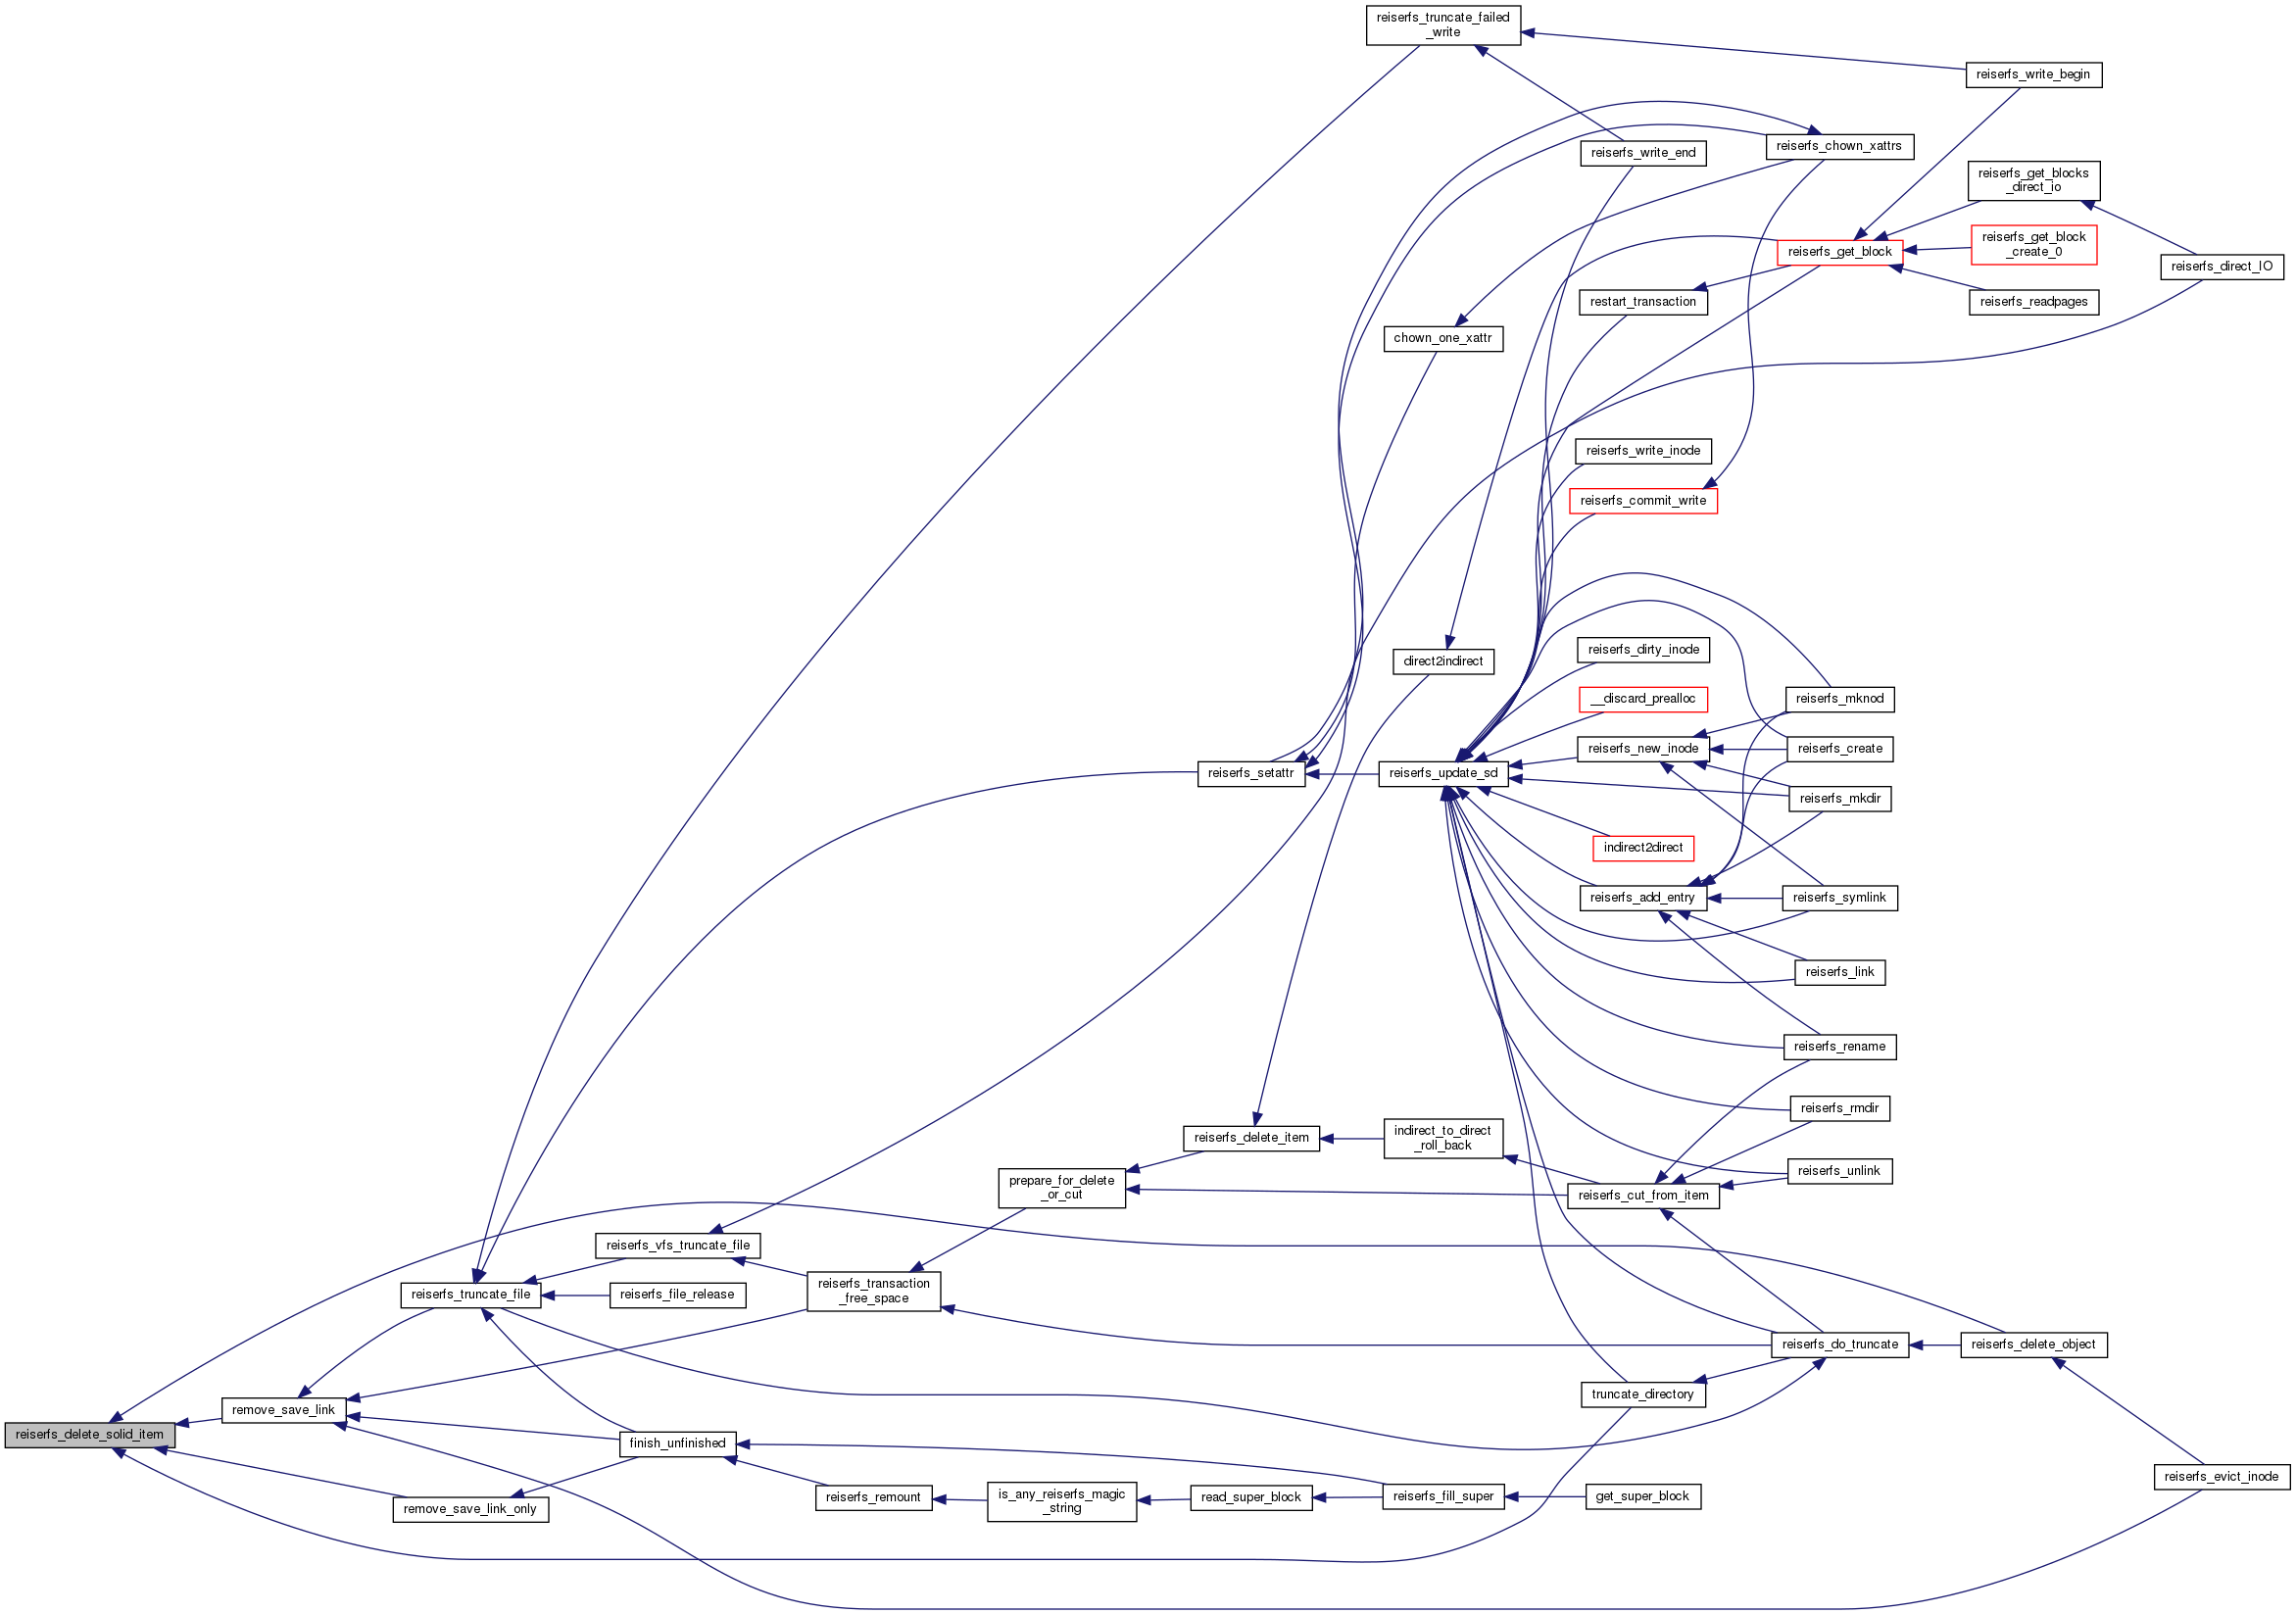 reiserfs_truncate_failed
_write
reiserfs_write_begin
reiserfs_write_end
reiserfs_chown_xattrs
reiserfs_get_blocks
_direct_io
reiserfs_get_block
reiserfs_get_block
_create_0
reiserfs_direct_IO
restart_transaction
reiserfs_readpages
chown_one_xattr
reiserfs_write_inode
reiserfs_commit_write
direct2indirect
reiserfs_dirty_inode
__discard_prealloc
reiserfs_mknod
reiserfs_new_inode
reiserfs_create
reiserfs_setattr
reiserfs_update_sd
reiserfs_mkdir
indirect2direct
reiserfs_add_entry
reiserfs_symlink
reiserfs_link
reiserfs_rename
reiserfs_rmdir
reiserfs_delete_item
indirect_to_direct
_roll_back
reiserfs_unlink
prepare_for_delete
_or_cut
reiserfs_cut_from_item
reiserfs_vfs_truncate_file
reiserfs_transaction
_free_space
reiserfs_truncate_file
reiserfs_file_release
reiserfs_do_truncate
reiserfs_delete_object
truncate_directory
remove_save_link
reiserfs_delete_solid_item
finish_unfinished
reiserfs_evict_inode
remove_save_link_only
reiserfs_remount
is_any_reiserfs_magic
_string
read_super_block
reiserfs_fill_super
get_super_block